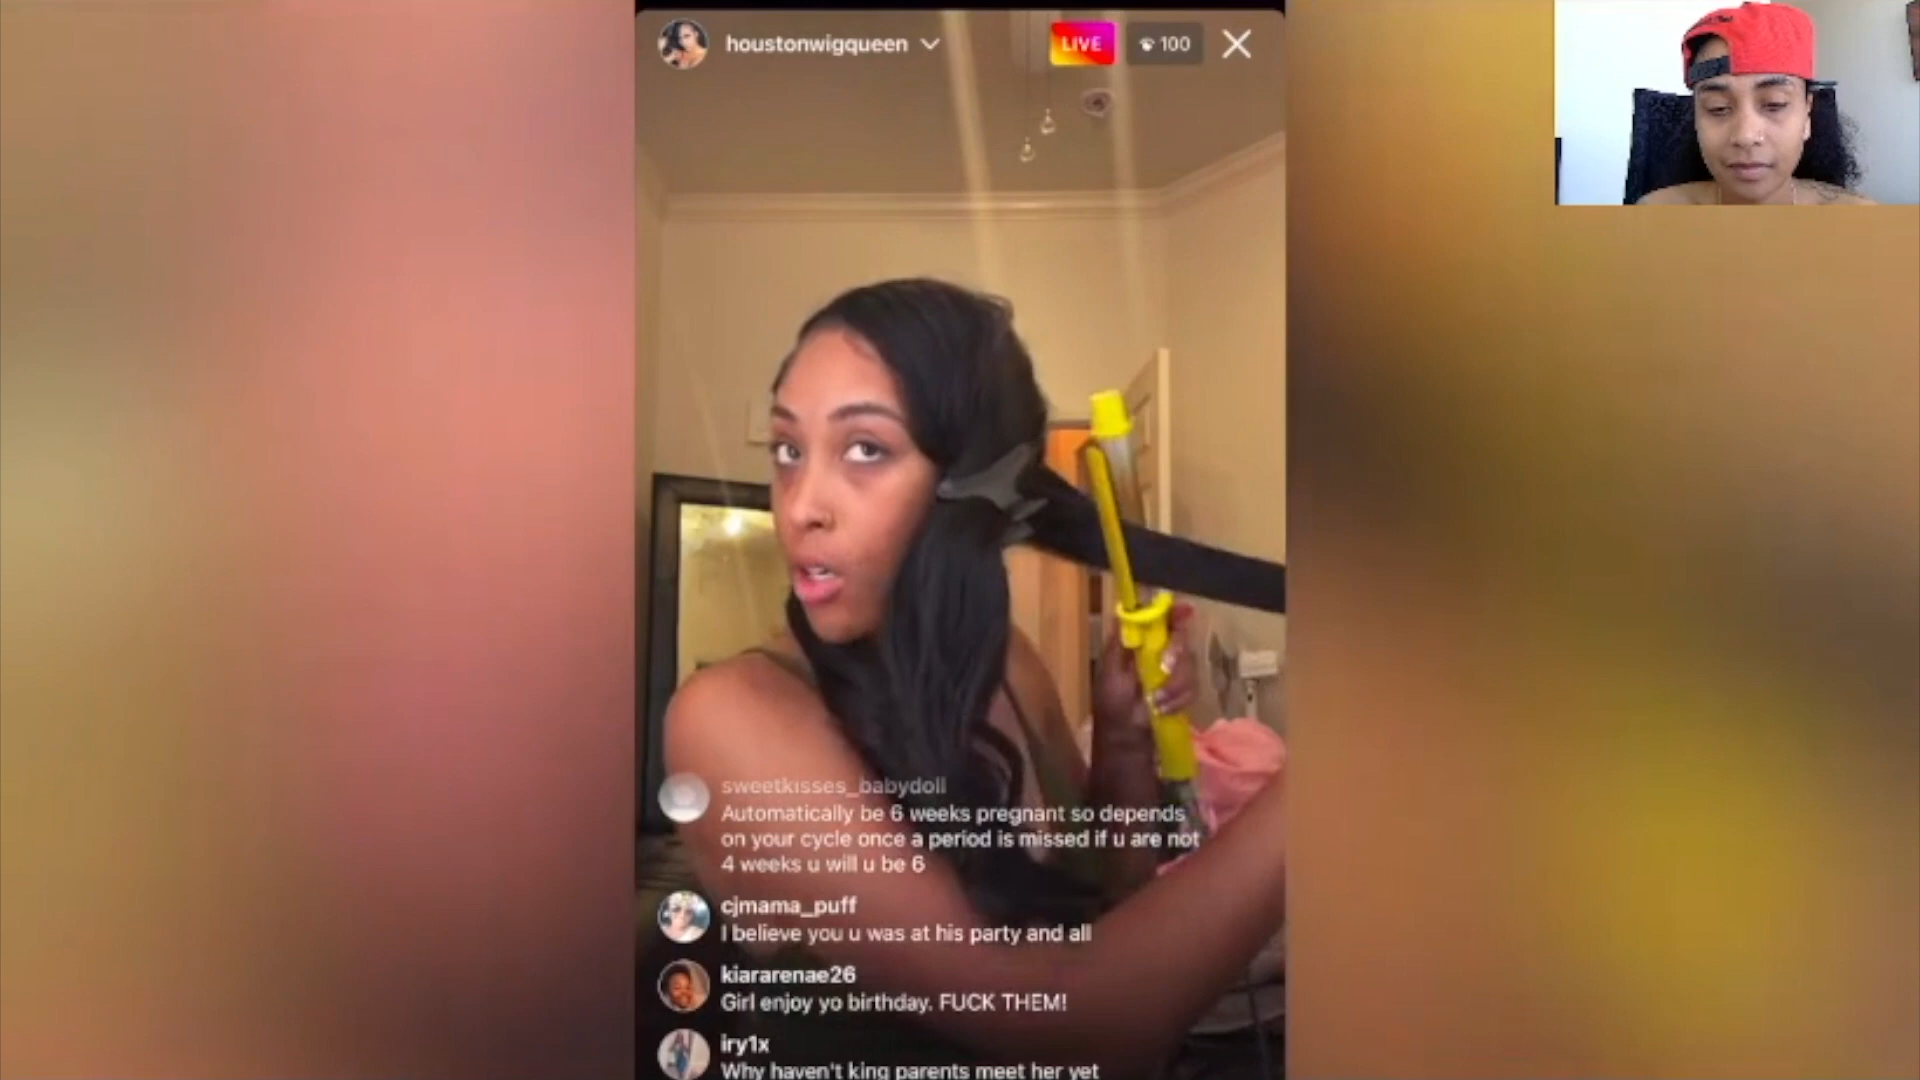 houstonwigqueen
LIVE
100
sweetkisses_babydoll
Automatically be 6 weeks pregnant so depends
on your cycle once a period is missed if u are not
4 weeks u will u be 6
cjmama_puff
I believe you u was at his party and all
kiararenae26
Girl enjoy yo birthday. FUCK THEM!
iry1x
Why haven't king parents meet her yet